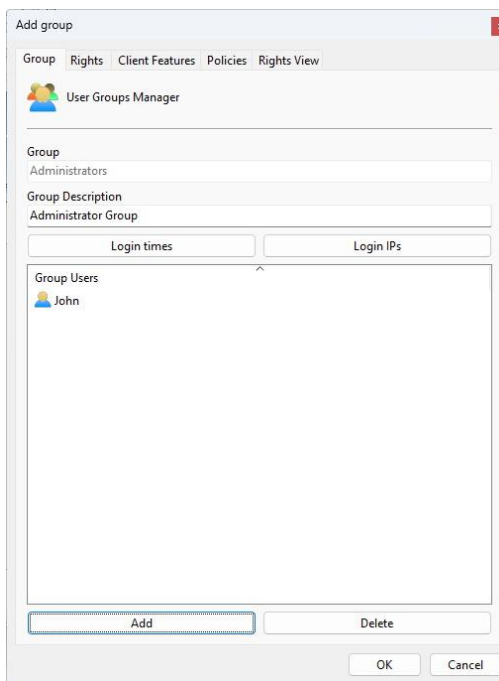 Add group
Group Rights Client Features Policies Rights View
User Groups Manager
Group
Administrators
Group Description
Administrator Group
Login times Login IPs
Group Users
John
Add Delete
OK Cancel